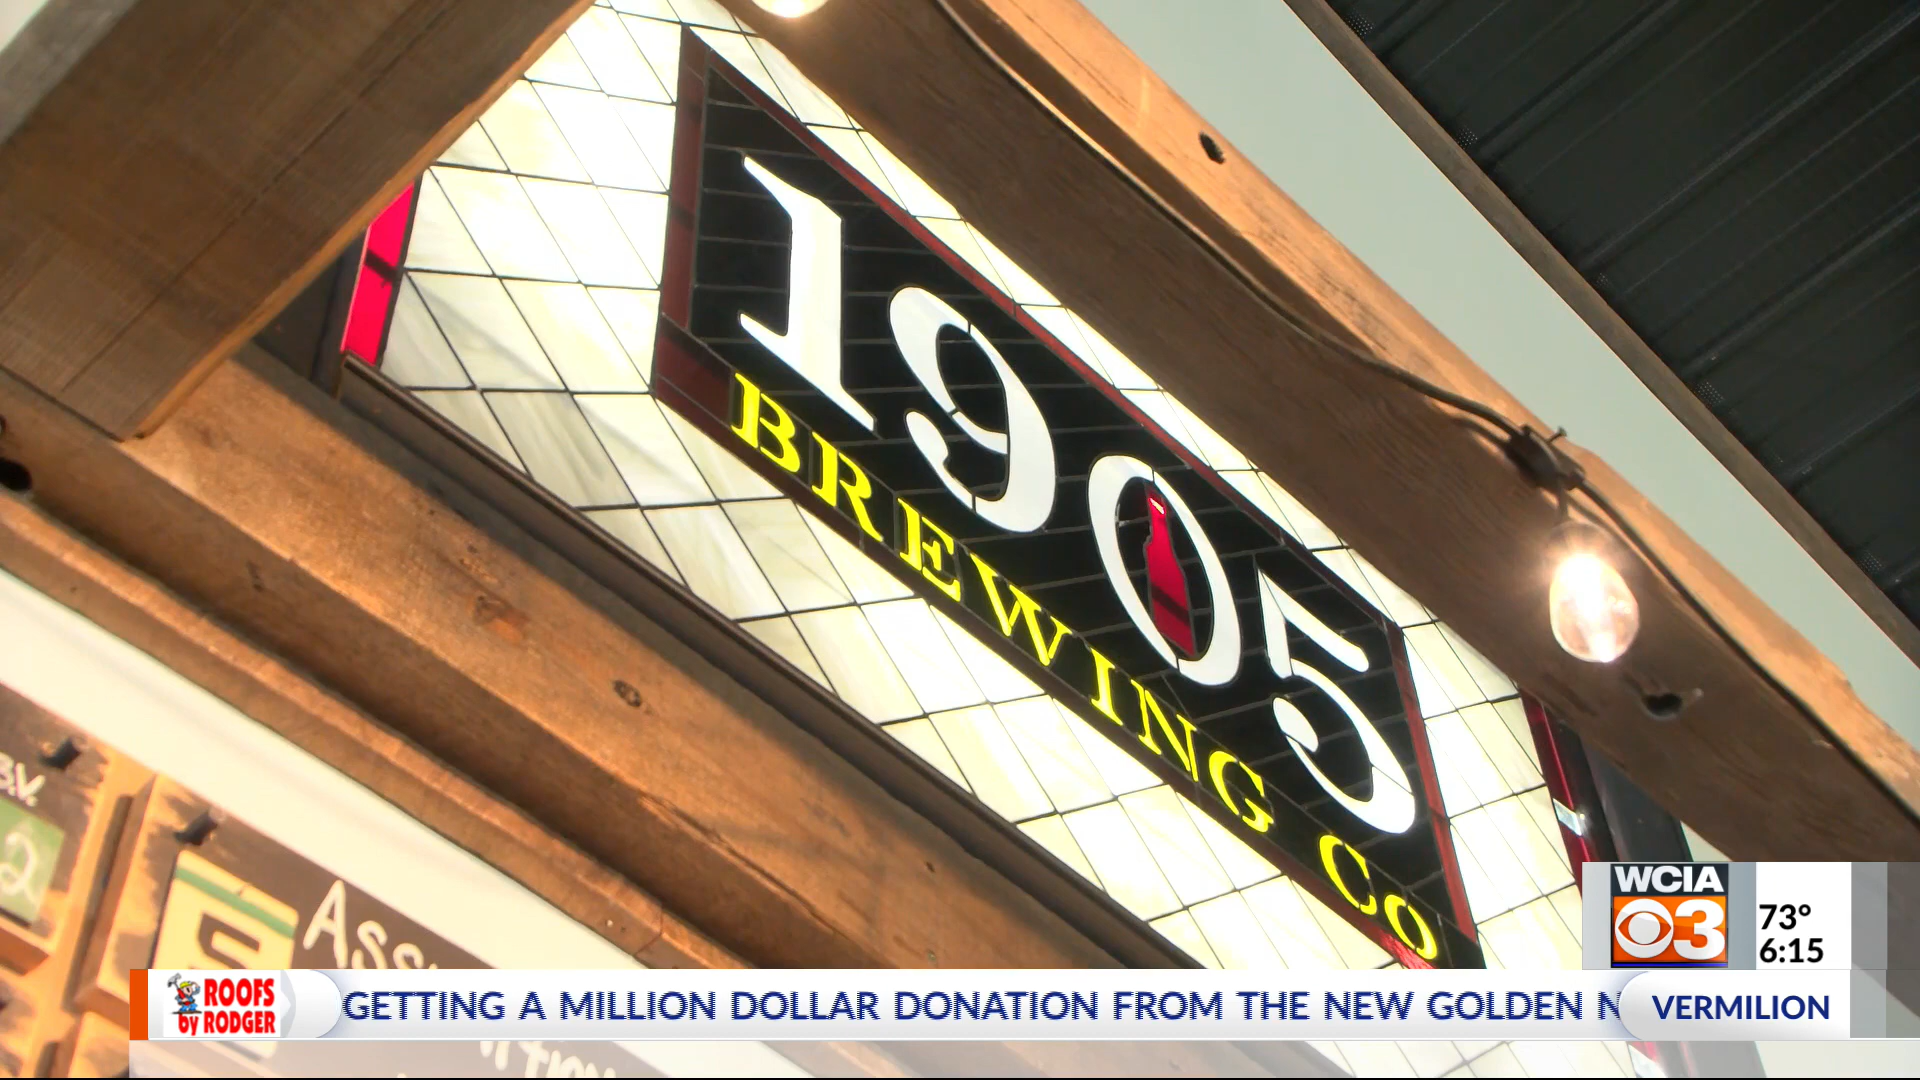 1905
BREWING CO
B.V.
2
WCIA
3
73°
6:15
ROOFS
by RODGER
GETTING A MILLION DOLLAR DONATION FROM THE NEW GOLDEN N
VERMILION